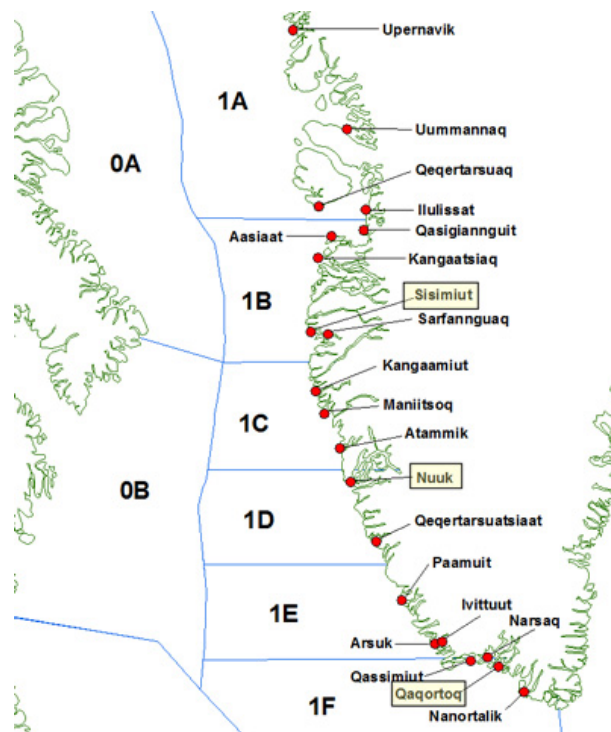 Upernavik
1A
Uummannaq
0A
Qeqertarsuaq
Ilulissat
Qasigiannguit
Aasiaat
Kangaatsiaq
Sisimiut
1B
Sarfannguaq
Kangaamiut
Maniitsoq
1C
Atammik
Nuuk
0B
1D
Qeqertarsuatsiaat
Paamuit
1E
Ivittuut
Narsaq
Arsuk
Qassimiut
Qaqortoq
1F
Nanortalik